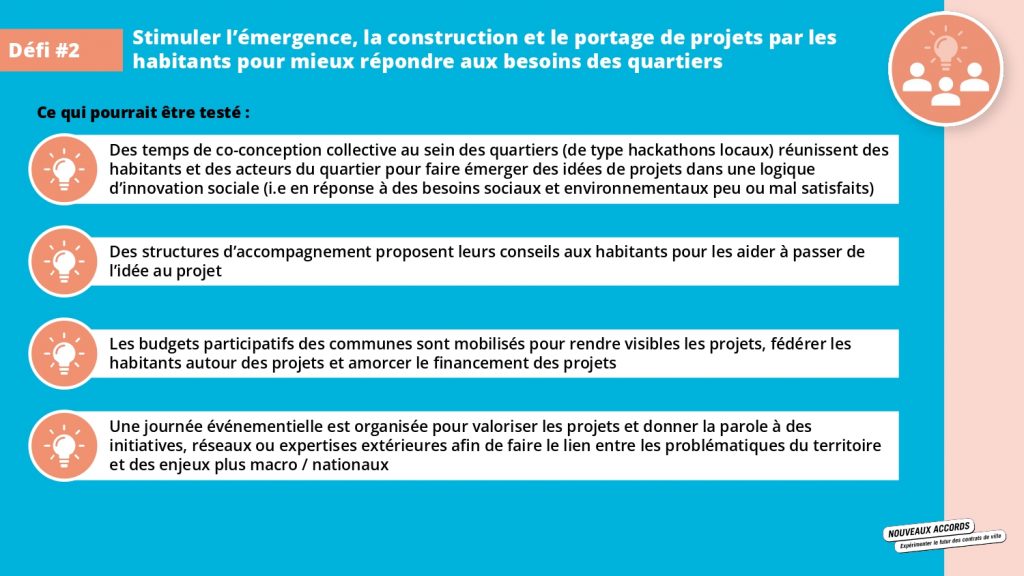 Défi #2
Stimuler l’émergence, la construction et le portage de projets par les
habitants pour mieux répondre aux besoins des quartiers
Ce qui pourrait être testé :
Des temps de co-conception collective au sein des quartiers (de type hackathons locaux) réunissent des
habitants et des acteurs du quartier pour faire émerger des idées de projets dans une logique
d’innovation sociale (i.e en réponse à des besoins sociaux et environnementaux peu ou mal satisfaits)
Des structures d’accompagnement proposent leurs conseils aux habitants pour les aider à passer de
l’idée au projet
Les budgets participatifs des communes sont mobilisés pour rendre visibles les projets, fédérer les
habitants autour des projets et amorcer le financement des projets
Une journée événementielle est organisée pour valoriser les projets et donner la parole à des
initiatives, réseaux ou expertises extérieures afin de faire le lien entre les problématiques du territoire
et des enjeux plus macro / nationaux
NOUVEAUX ACCORDS
Expérimenter le futur des contrats de ville